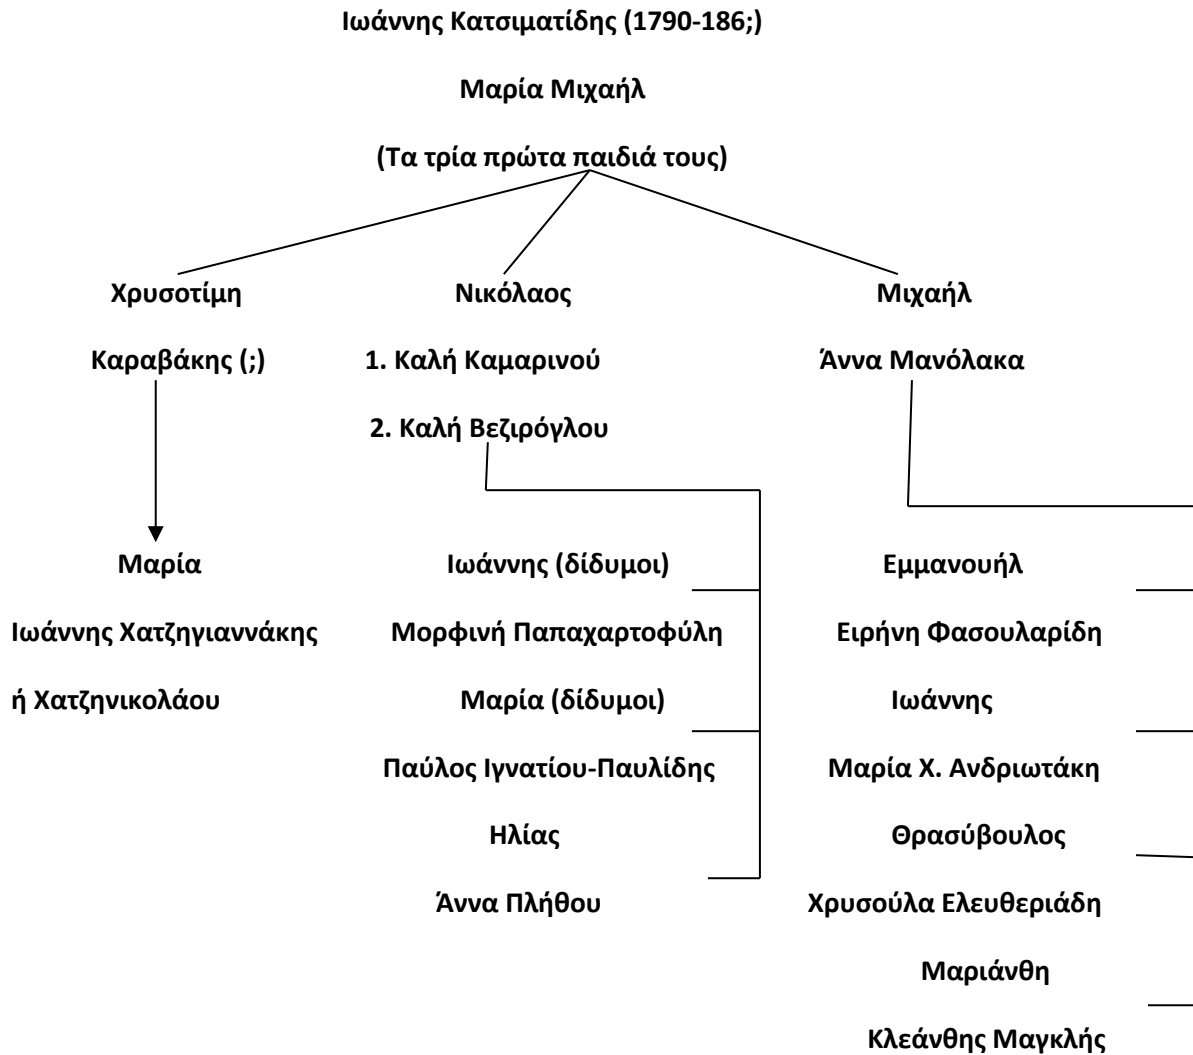 Ιωάννης Κατσιματίδης (1790-186;)
Μαρία Μιχαήλ
(Τα τρία πρώτα παιδιά τους)
Χρυσοτίμη Νικόλαος Μιχαήλ
Καραβάκης (;) 1. Καλή Καμαρινού Άννα Μανόλακα
2. Καλή Βεζιρόγλου
Μαρία Ιωάννης (δίδυμοι) Εμμανουήλ
Ιωάννης Χατζηγιαννάκης Μορφινή Παπαχαρτοφύλη Ειρήνη Φασουλαρίδη
ή Χατζηνικολάου Μαρία (δίδυμοι) Ιωάννης
Παύλος Ιγνατίου-Παυλίδης Μαρία Χ. Ανδριωτάκη
Ηλίας Θρασύβουλος
Άννα Πλήθου Χρυσούλα Ελευθεριάδη
Μαριάνθη
Κλεάνθης Μαγκλής